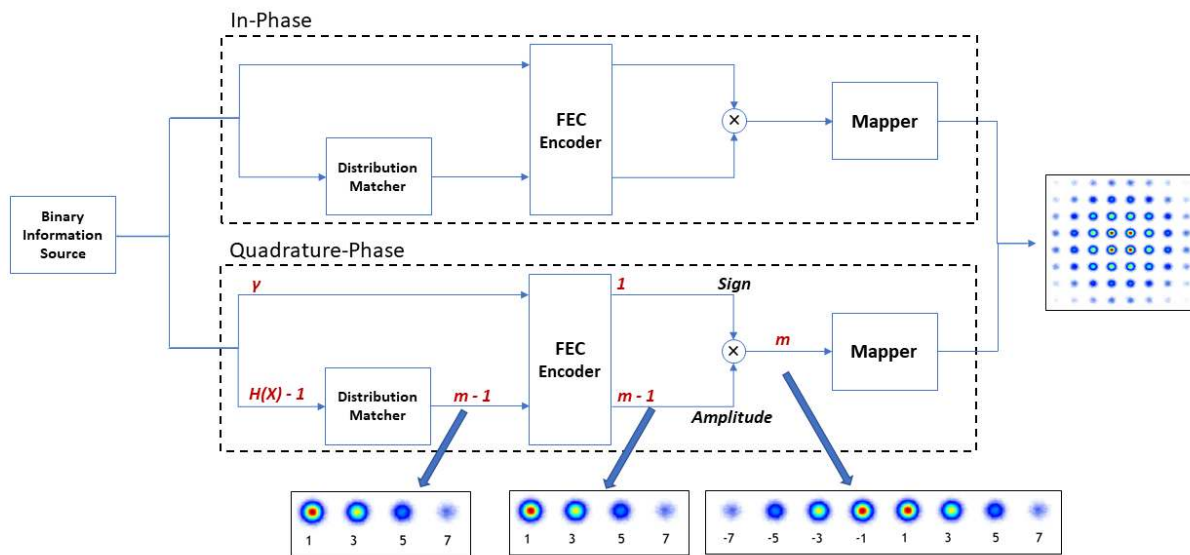 In-Phase
FEC
Encoder
×
Mapper
Distribution
Matcher
Binary
Information
Source
Quadrature-Phase
γ
1
Sign
FEC
Encoder
×
m
Mapper
H(X) - 1
Distribution
Matcher
m - 1
m - 1
Amplitude
1 3 5 7
1 3 5 7
-7 -5 -3 -1 1 3 5 7